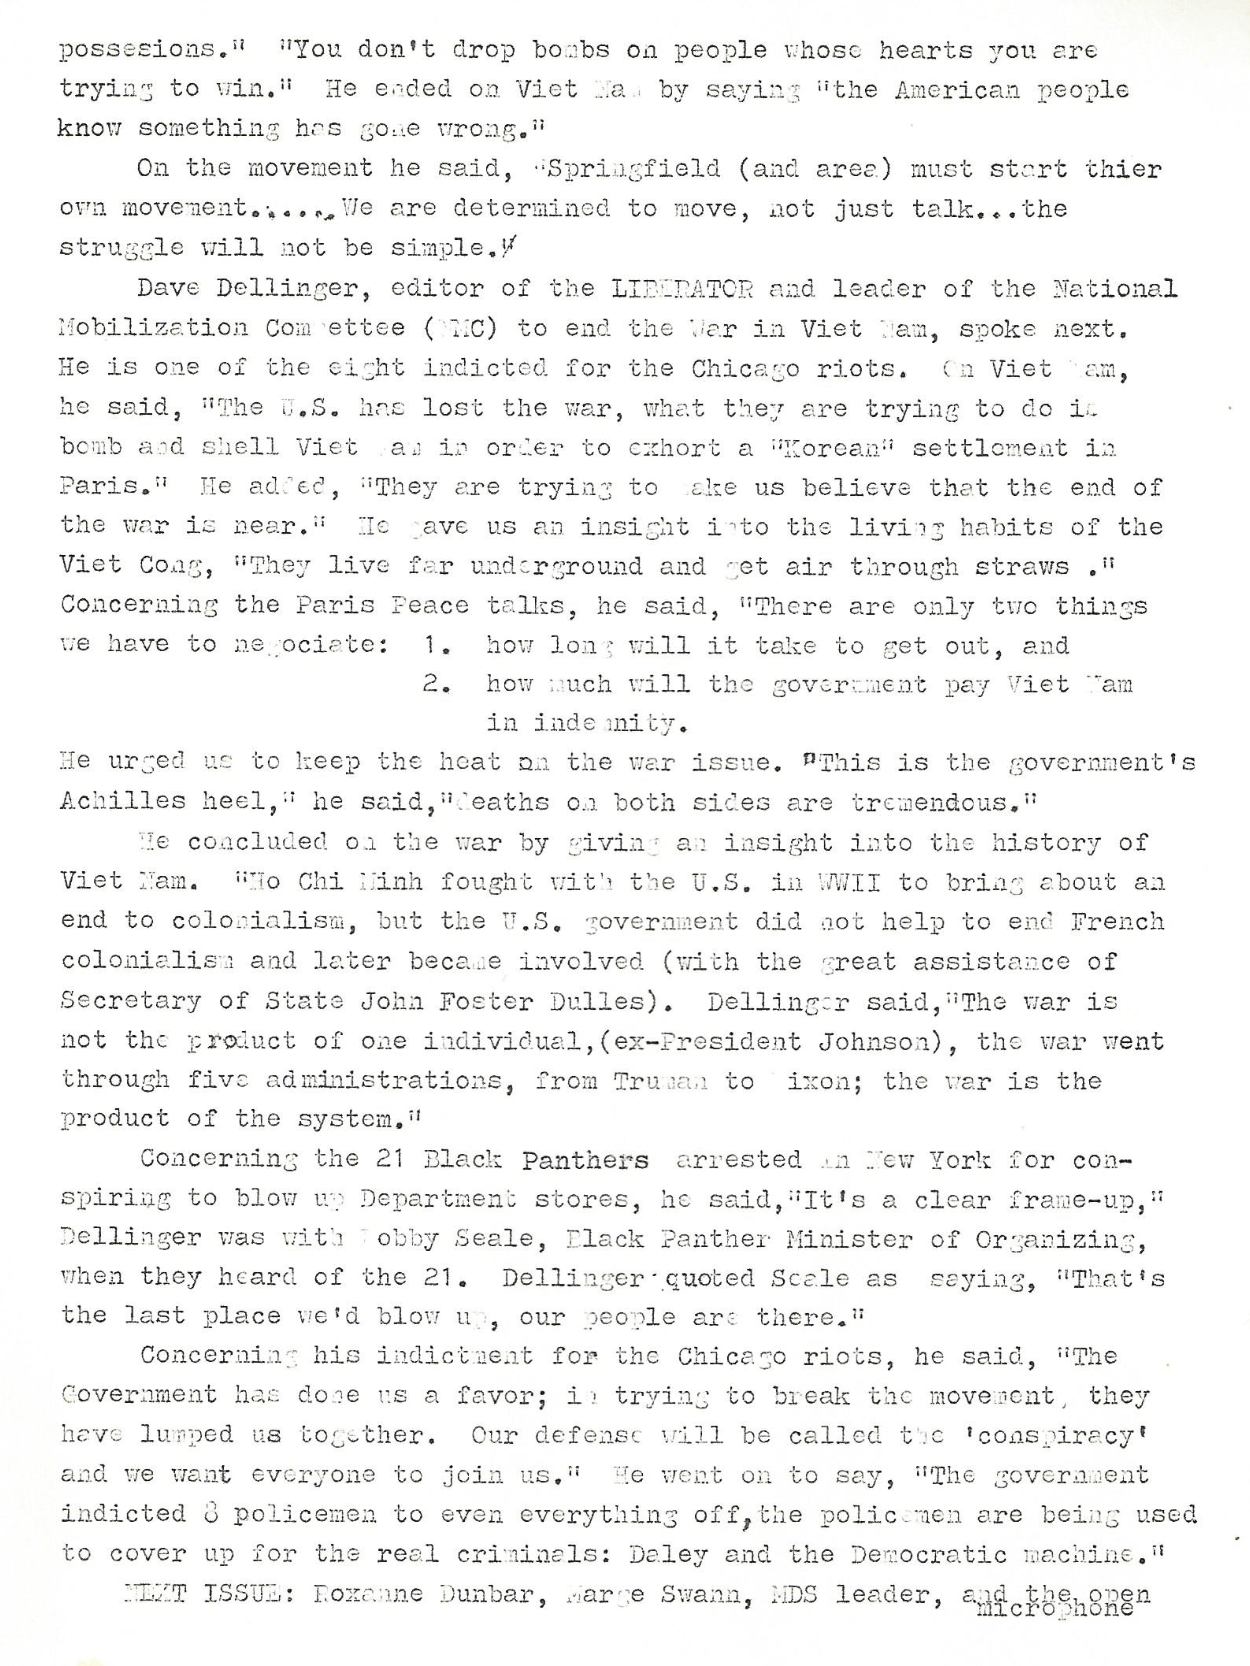 possesions." "You don't drop bombs on people whose hearts you are
trying to win." He ended on Viet Nam by saying "the American people
know something has gone wrong."
On the movement he said, "Springfield (and area) must start thier
own movement.......We are determined to move, not just talk...the
struggle will not be simple."
Dave Dellinger, editor of the LIBERATOR and leader of the National
Mobilization Com ettee ( MC) to end the War in Viet Nam, spoke next.
He is one of the eight indicted for the Chicago riots. On Viet Nam,
he said, "The U.S. has lost the war, what they are trying to do is
bomb and shell Viet Nam in order to exhort a "Korean" settlement in
Paris." He added, "They are trying to make us believe that the end of
the war is near." He gave us an insight into the living habits of the
Viet Cong, "They live far underground and get air through straws ."
Concerning the Paris Peace talks, he said, "There are only two things
we have to negociate: 1. how long will it take to get out, and
2. how much will the government pay Viet Nam
in indemnity.
He urged us to keep the heat on the war issue. "This is the government's
Achilles heel," he said,"deaths on both sides are tremendous."
He concluded on the war by giving an insight into the history of
Viet Nam. "Ho Chi Minh fought with the U.S. in WWII to bring about an
end to colonialism, but the U.S. government did not help to end French
colonialism and later became involved (with the great assistance of
Secretary of State John Foster Dulles). Dellinger said,"The war is
not the product of one individual,(ex-President Johnson), the war went
through five administrations, from Truman to Nixon; the war is the
product of the system."
Concerning the 21 Black Panthers arrested in New York for con-
spiring to blow up Department stores, he said,"It's a clear frame-up,"
Dellinger was with Bobby Seale, Black Panther Minister of Organizing,
when they heard of the 21. Dellinger quoted Seale as saying, "That's
the last place we'd blow up, our people are there."
Concerning his indictment for the Chicago riots, he said, "The
Government has done us a favor; in trying to break the movement, they
have lumped us together. Our defense will be called the 'conspiracy'
and we want everyone to join us." He went on to say, "The government
indicted 8 policemen to even everything off,the policemen are being used
to cover up for the real criminals: Daley and the Democratic machine."
NEXT ISSUE: Roxanne Dunbar, Marge Swann, MDS leader, and the open
microphone